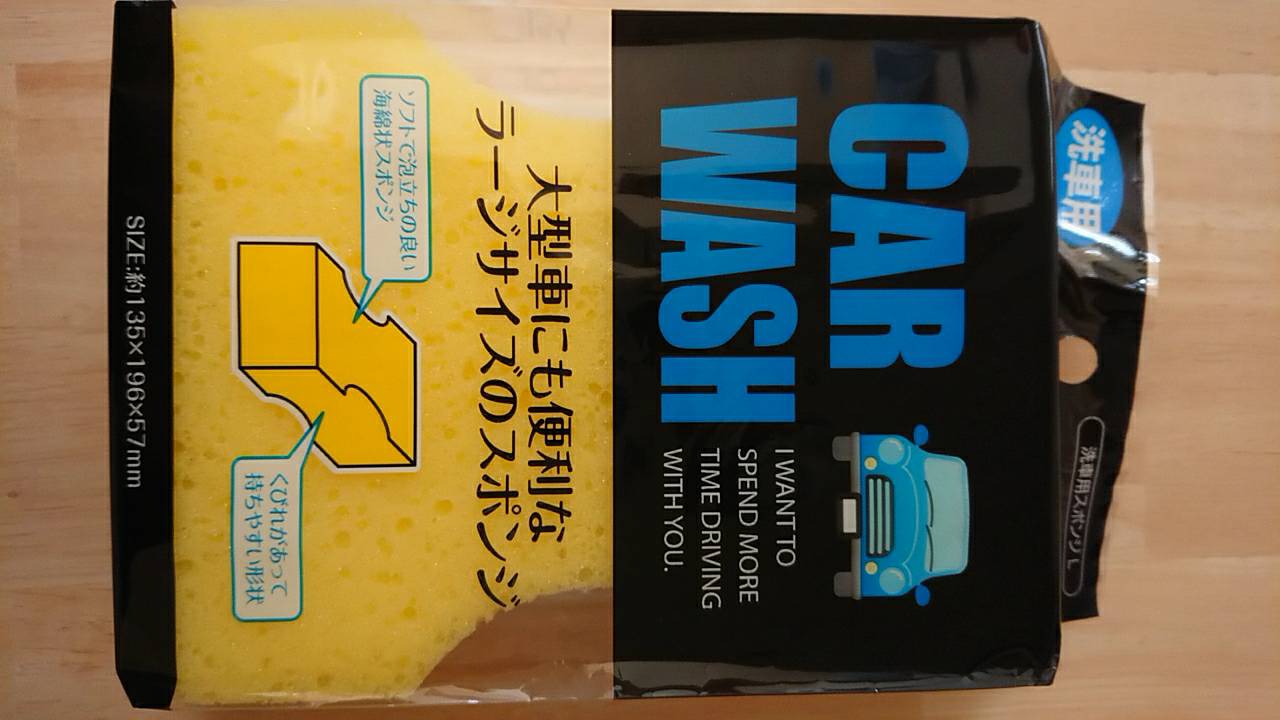 洗車用
洗車用スポンジ L
CAR
WASH
I WANT TO
SPEND MORE
TIME DRIVING
WITH YOU.
大型車にも便利な
ラージサイズのスポンジ
ソフトで泡立ちの良い
海綿状スポンジ
くびれがあって
持ちやすい形状
SIZE:約135×196×57mm